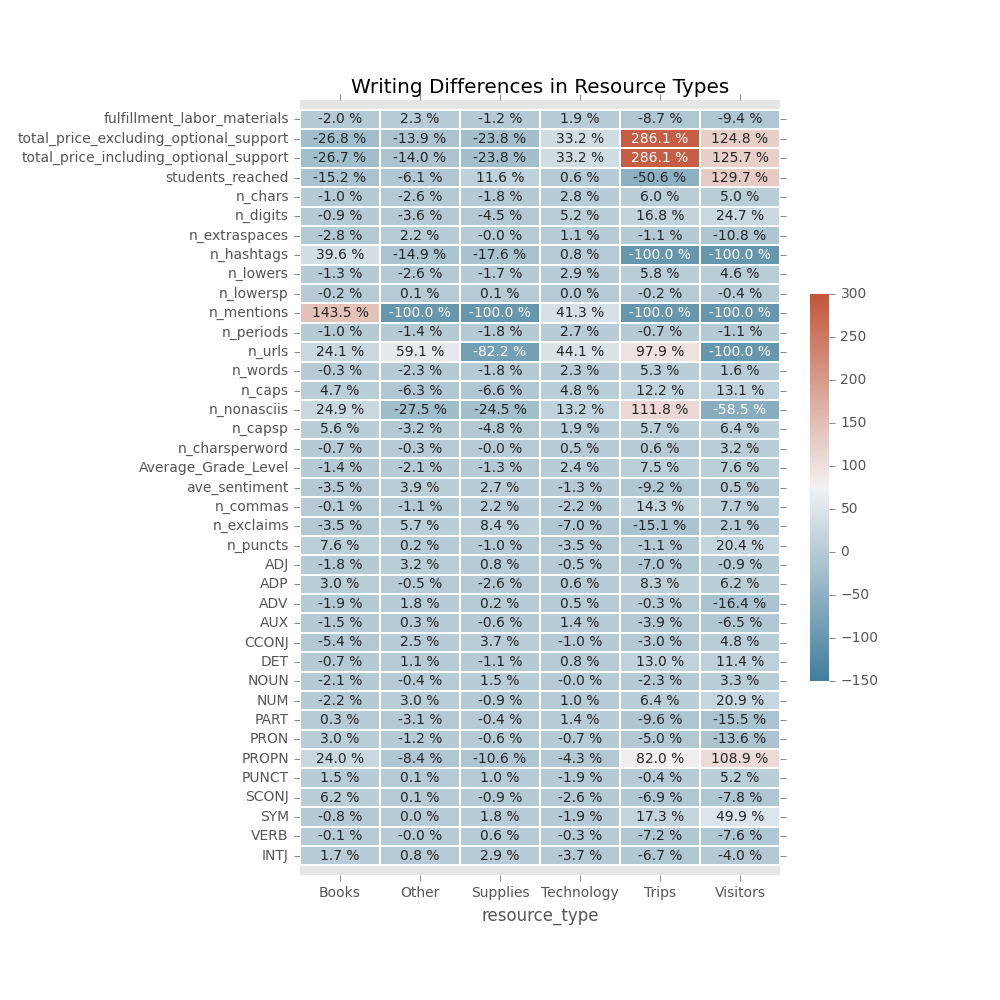 Writing Differences in Resource Types
fulfillment_labor_materials -2.0 % 2.3 % -1.2 % 1.9 % -8.7 % -9.4 %
total_price_excluding_optional_support -26.8 % -13.9 % -23.8 % 33.2 % 286.1 % 124.8 %
total_price_including_optional_support -26.7 % -14.0 % -23.8 % 33.2 % 286.1 % 125.7 %
students_reached -15.2 % -6.1 % 11.6 % 0.6 % -50.6 % 129.7 %
n_chars -1.0 % -2.6 % -1.8 % 2.8 % 6.0 % 5.0 %
n_digits -0.9 % -3.6 % -4.5 % 5.2 % 16.8 % 24.7 %
n_extraspaces -2.8 % 2.2 % -0.0 % 1.1 % -1.1 % -10.8 %
n_hashtags 39.6 % -14.9 % -17.6 % 0.8 % -100.0 % -100.0 %
n_lowers -1.3 % -2.6 % -1.7 % 2.9 % 5.8 % 4.6 %
n_lowersp -0.2 % 0.1 % 0.1 % 0.0 % -0.2 % -0.4 %
n_mentions 143.5 % -100.0 % -100.0 % 41.3 % -100.0 % -100.0 %
n_periods -1.0 % -1.4 % -1.8 % 2.7 % -0.7 % -1.1 %
n_urls 24.1 % 59.1 % -82.2 % 44.1 % 97.9 % -100.0 %
n_words -0.3 % -2.3 % -1.8 % 2.3 % 5.3 % 1.6 %
n_caps 4.7 % -6.3 % -6.6 % 4.8 % 12.2 % 13.1 %
n_nonasciis 24.9 % -27.5 % -24.5 % 13.2 % 111.8 % -58.5 %
n_capsp 5.6 % -3.2 % -4.8 % 1.9 % 5.7 % 6.4 %
n_charsperword -0.7 % -0.3 % -0.0 % 0.5 % 0.6 % 3.2 %
Average_Grade_Level -1.4 % -2.1 % -1.3 % 2.4 % 7.5 % 7.6 %
ave_sentiment -3.5 % 3.9 % 2.7 % -1.3 % -9.2 % 0.5 %
n_commas -0.1 % -1.1 % 2.2 % -2.2 % 14.3 % 7.7 %
n_exclaims -3.5 % 5.7 % 8.4 % -7.0 % -15.1 % 2.1 %
n_puncts 7.6 % 0.2 % -1.0 % -3.5 % -1.1 % 20.4 %
ADJ -1.8 % 3.2 % 0.8 % -0.5 % -7.0 % -0.9 %
ADP 3.0 % -0.5 % -2.6 % 0.6 % 8.3 % 6.2 %
ADV -1.9 % 1.8 % 0.2 % 0.5 % -0.3 % -16.4 %
AUX -1.5 % 0.3 % -0.6 % 1.4 % -3.9 % -6.5 %
CCONJ -5.4 % 2.5 % 3.7 % -1.0 % -3.0 % 4.8 %
DET -0.7 % 1.1 % -1.1 % 0.8 % 13.0 % 11.4 %
NOUN -2.1 % -0.4 % 1.5 % -0.0 % -2.3 % 3.3 %
NUM -2.2 % 3.0 % -0.9 % 1.0 % 6.4 % 20.9 %
PART 0.3 % -3.1 % -0.4 % 1.4 % -9.6 % -15.5 %
PRON 3.0 % -1.2 % -0.6 % -0.7 % -5.0 % -13.6 %
PROPN 24.0 % -8.4 % -10.6 % -4.3 % 82.0 % 108.9 %
PUNCT 1.5 % 0.1 % 1.0 % -1.9 % -0.4 % 5.2 %
SCONJ 6.2 % 0.1 % -0.9 % -2.6 % -6.9 % -7.8 %
SYM -0.8 % 0.0 % 1.8 % -1.9 % 17.3 % 49.9 %
VERB -0.1 % -0.0 % 0.6 % -0.3 % -7.2 % -7.6 %
INTJ 1.7 % 0.8 % 2.9 % -3.7 % -6.7 % -4.0 %
Books Other Supplies Technology Trips Visitors
resource_type
300
250
200
150
100
50
0
−50
−100
−150